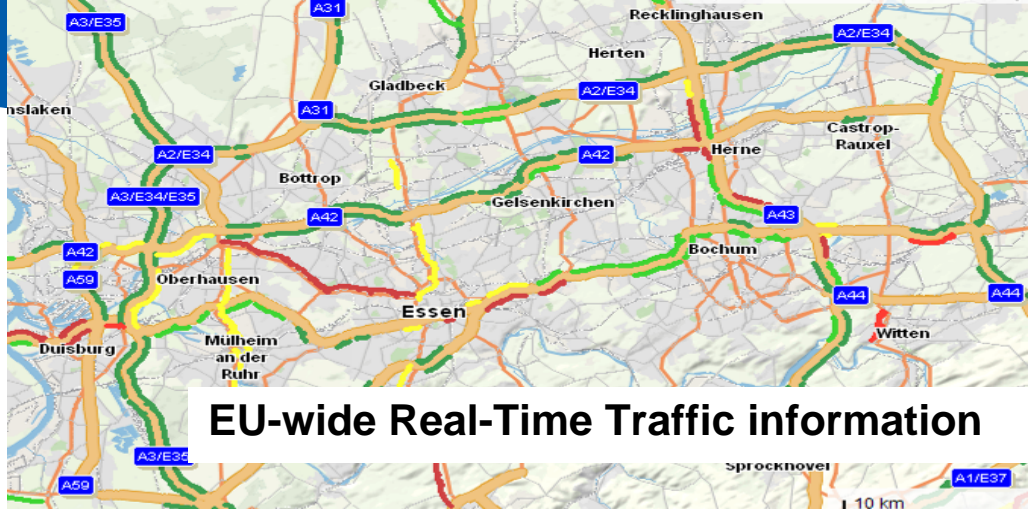 A3/E35
A31
Recklinghausen
A2/E34
Herten
Gladbeck
A2/E34
nslaken
A31
Castrop-
Rauxel
A2/E34
A42
Herne
Bottrop
A3/E34/E35
Gelsenkirchen
A42
A43
A42
Bochum
A59
Oberhausen
A44
A44
Essen
Duisburg
Mülheim
an der
Ruhr
Witten
EU-wide Real-Time Traffic information
A3/E35
Sprockhövel
A59
A1/E37
10 km